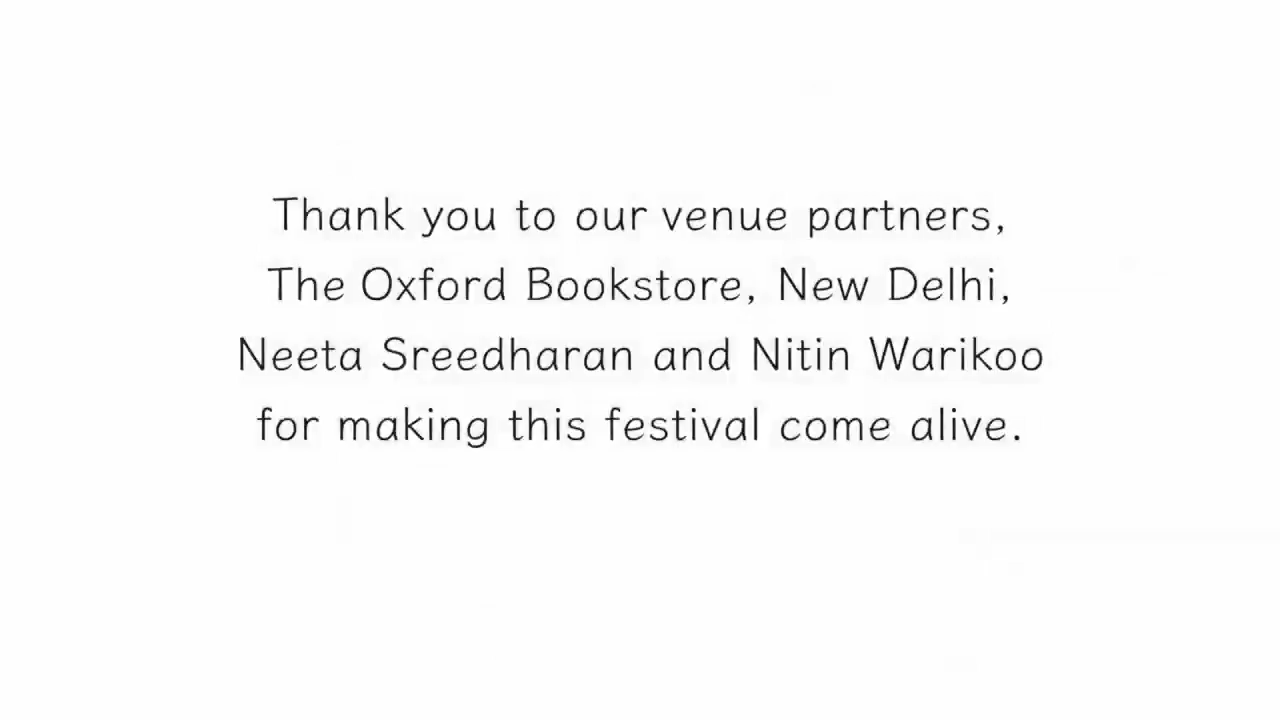 Thank you to our venue partners,
The Oxford Bookstore, New Delhi,
Neeta Sreedharan and Nitin Warikoo
for making this festival come alive.